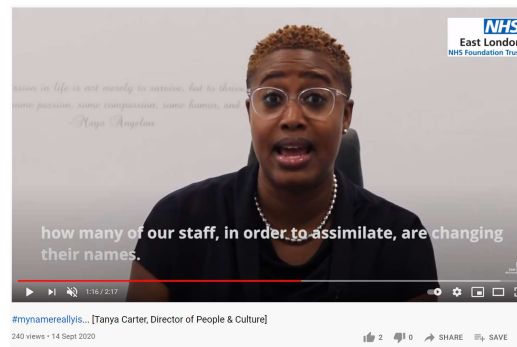 NHS
East London
NHS Foundation Trus
ssion in life is not merely to survive, but to thrive
some passion, some compassion, some humor, and
-Maya Angelou
how many of our staff, in order to assimilate, are changing
their names.
1:16 / 2:17
#mynamereallyis... [Tanya Carter, Director of People & Culture]
240 views • 14 Sept 2020
2
0
SHARE
SAVE